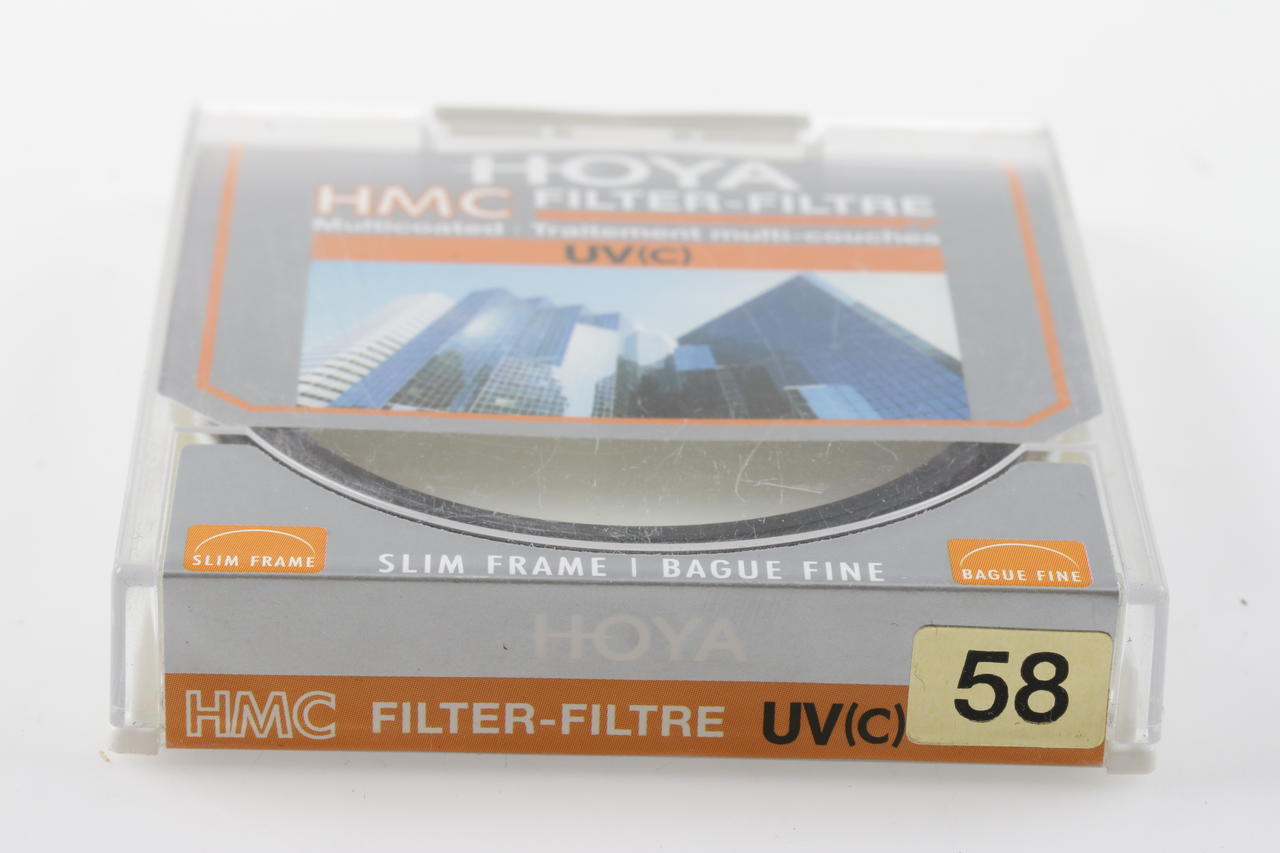 HOYA
HMC FILTER-FILTRE
Multicoated | Traitement multi-couches
UV(C)
SLIM FRAME
SLIM FRAME | BAGUE FINE
BAGUE FINE
HOYA
HMC FILTER-FILTRE UV(C) 58